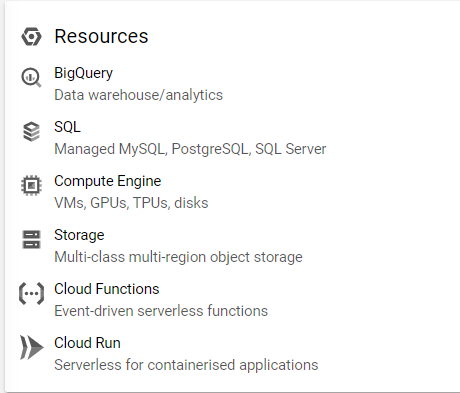 Resources
BigQuery
Data warehouse/analytics
SQL
Managed MySQL, PostgreSQL, SQL Server
Compute Engine
VMs, GPUs, TPUs, disks
Storage
Multi-class multi-region object storage
Cloud Functions
Event-driven serverless functions
Cloud Run
Serverless for containerised applications